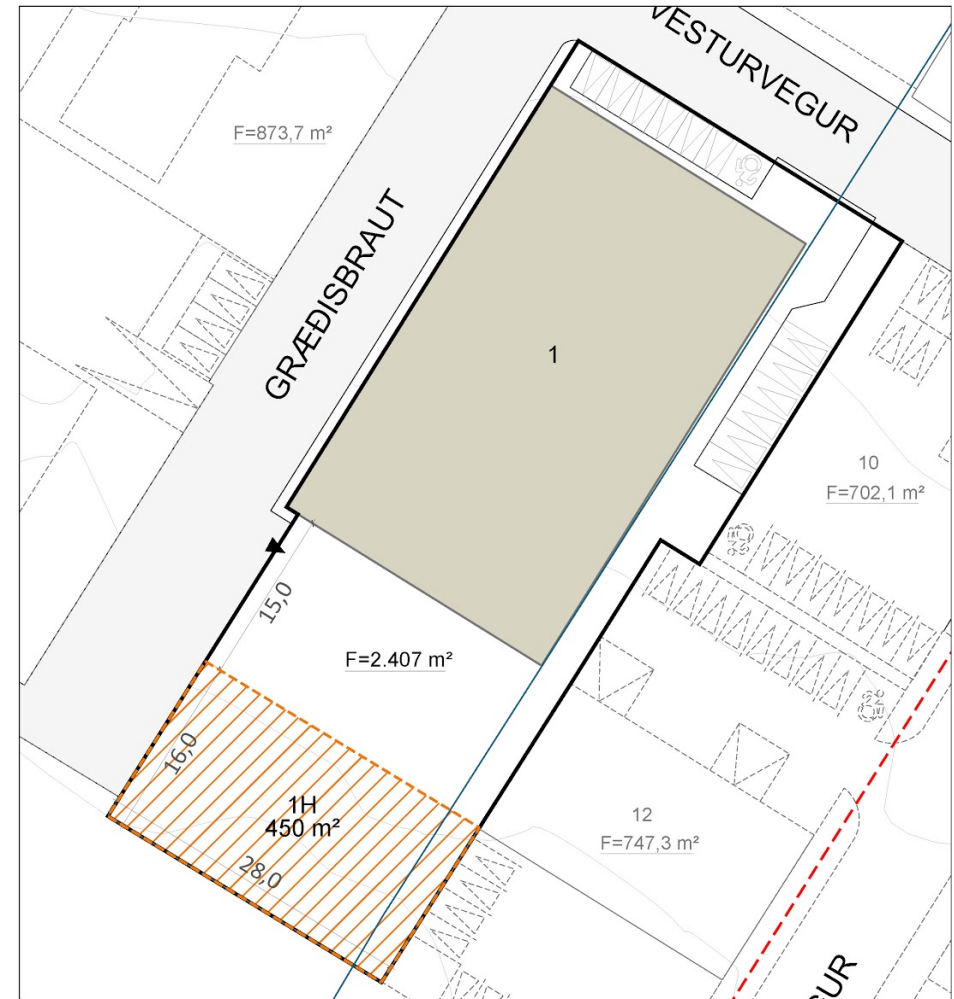 VESTURVEGUR
F=873,7 m²
GRÆÐISBRAUT
1
10
F=702,1 m²
15,0
F=2.407 m²
16,0
1H
450 m²
12
F=747,3 m²
28,0
GUR